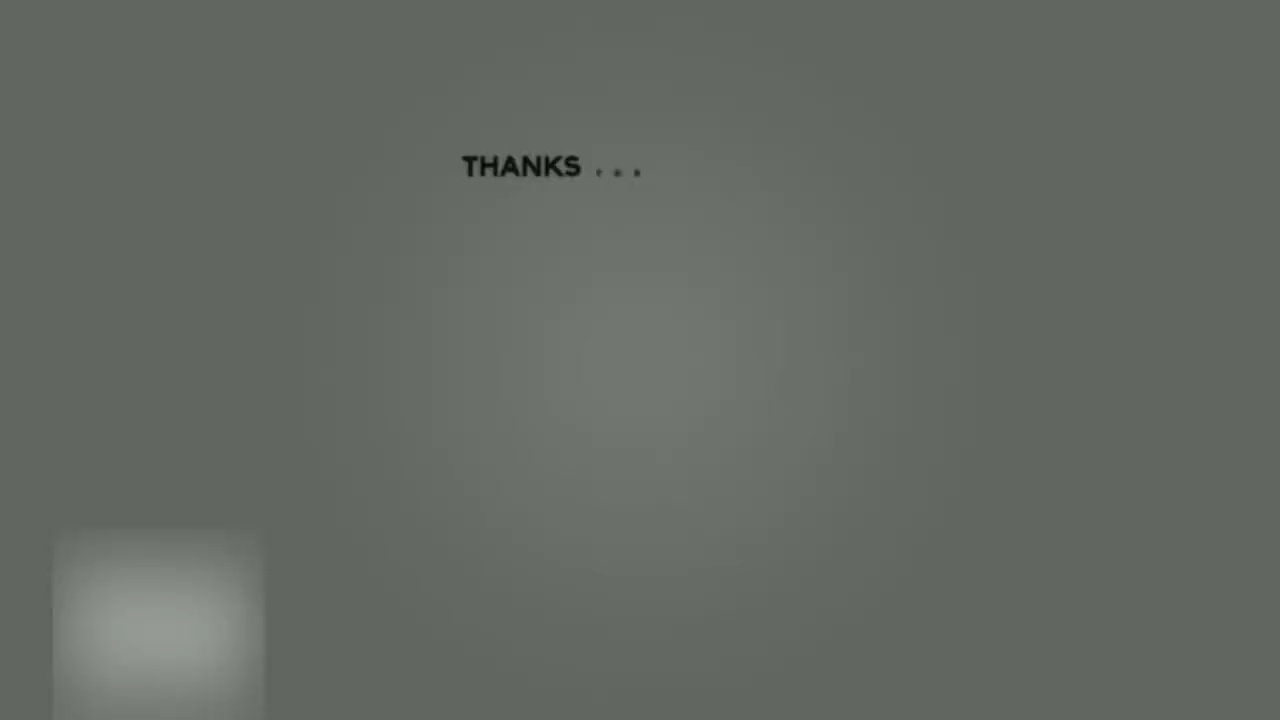 THANKS . . .